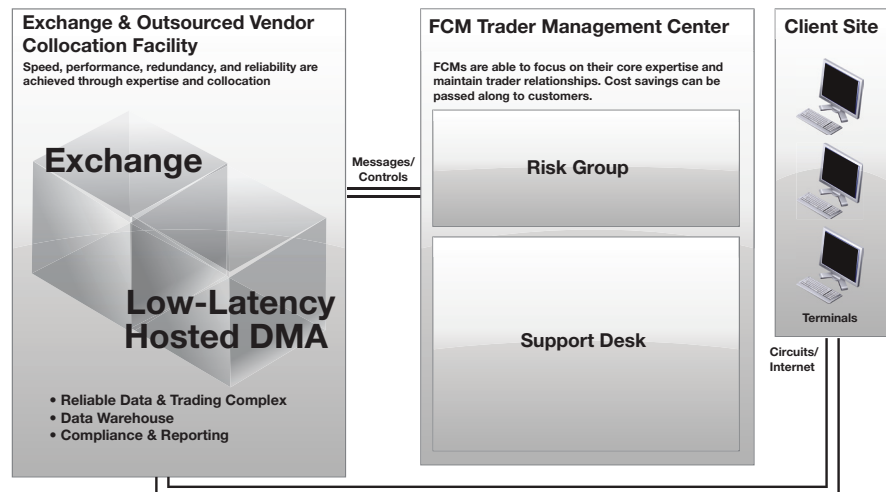 Exchange & Outsourced Vendor
Collocation Facility
Speed, performance, redundancy, and reliability are
achieved through expertise and collocation
Exchange
Low-Latency
Hosted DMA
• Reliable Data & Trading Complex
• Data Warehouse
• Compliance & Reporting
Messages/
Controls
FCM Trader Management Center
FCMs are able to focus on their core expertise and
maintain trader relationships. Cost savings can be
passed along to customers.
Risk Group
Support Desk
Client Site
Terminals
Circuits/
Internet